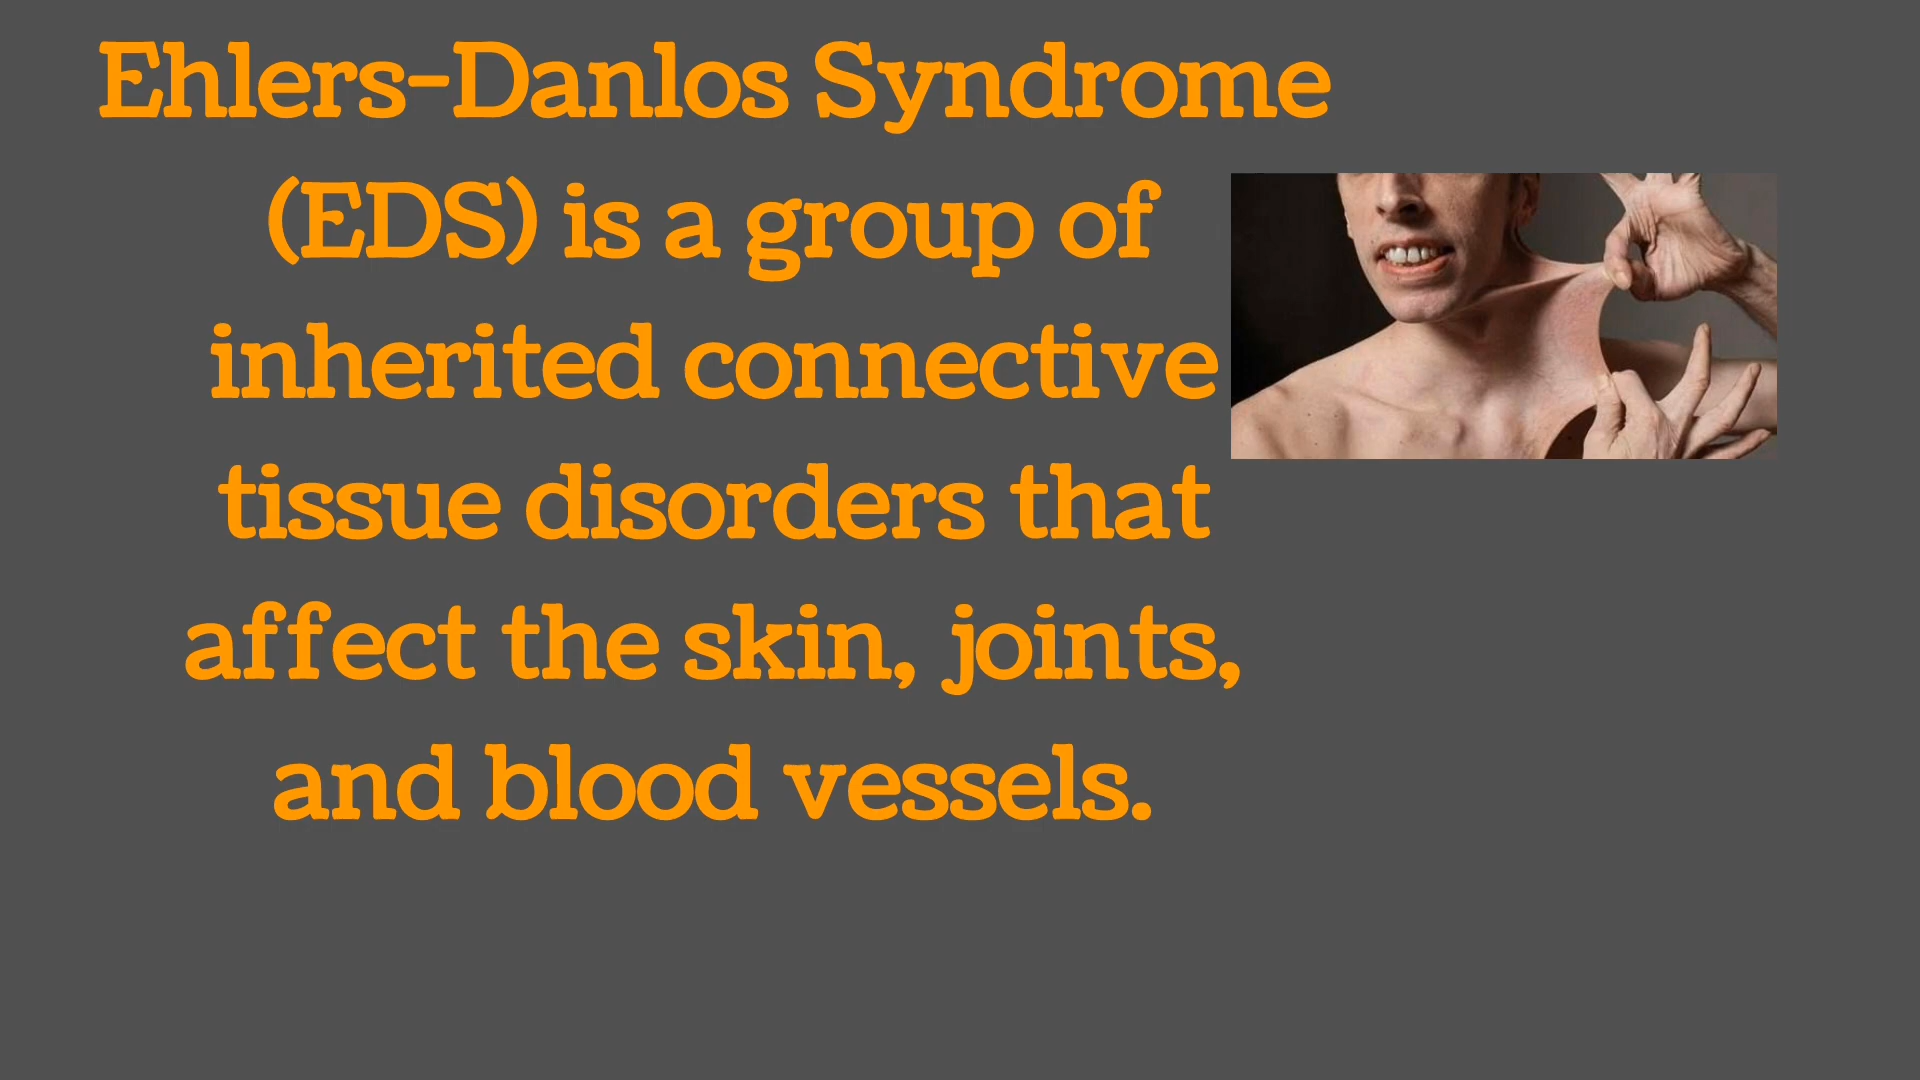 Ehlers-Danlos Syndrome
(EDS) is a group of
inherited connective
tissue disorders that
affect the skin, joints,
and blood vessels.